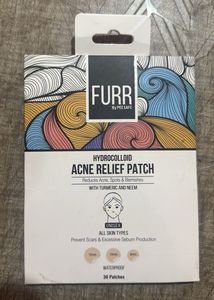 FURR
By PEE SAFE
HYDROCOLLOID
ACNE RELIEF PATCH
Reduces Acne, Spots & Blemishes
WITH TURMERIC AND NEEM
UNISEX
ALL SKIN TYPES
Prevent Scars & Excessive Sebum Production
WATERPROOF
36 Patches